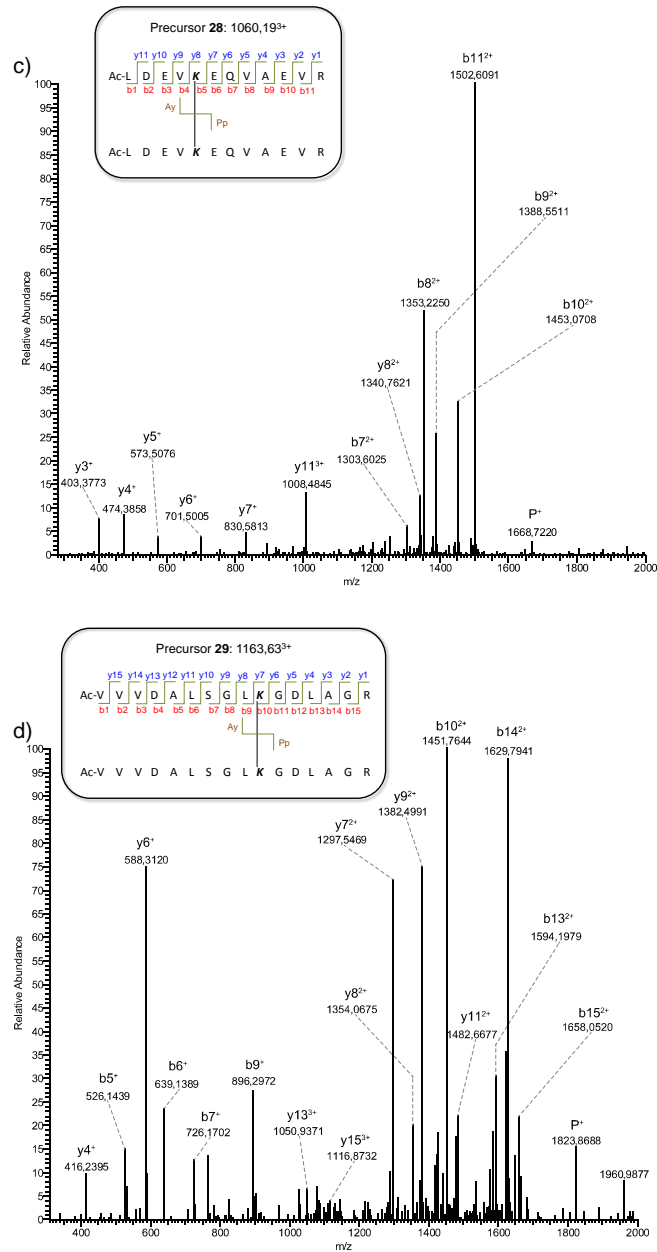 c)
Precursor 28: 1060,19³⁺
y11 y10 y9 y8 y7 y6 y5 y4 y3 y2 y1
Ac-L D E V K E Q V A E V R
b1 b2 b3 b4 b5 b6 b7 b8 b9 b10 b11
Ay
Pp
Ac-L D E V K E Q V A E V R
b11²⁺
1502,6091
b9²⁺
1388,5511
b8²⁺
1353,2250
b10²⁺
1453,0708
y8²⁺
1340,7621
b7²⁺
1303,6025
y5⁺
573,5076
y3⁺
403,3773
y4⁺
474,3858
y6⁺
701,5005
y7⁺
830,5813
y11³⁺
1008,4845
P⁺
1668,7220
Relative Abundance
100
95
90
85
80
75
70
65
60
55
50
45
40
35
30
25
20
15
10
5
0
400 600 800 1000 1200 1400 1600 1800 2000
m/z
d)
Precursor 29: 1163,63³⁺
y15 y14 y13 y12 y11 y10 y9 y8 y7 y6 y5 y4 y3 y2 y1
Ac-V V V D A L S G L K G D L A G R
b1 b2 b3 b4 b5 b6 b7 b8 b9 b10 b11 b12 b13 b14 b15
Ay
Pp
Ac-V V V D A L S G L K G D L A G R
b10²⁺
1451,7644
b14²⁺
1629,7941
y9²⁺
1382,4991
y7²⁺
1297,5469
y6⁺
588,3120
b13²⁺
1594,1979
y8²⁺
1354,0675
y11²⁺
1482,6677
b15²⁺
1658,0520
b5⁺
526,1439
b6⁺
639,1389
b9⁺
896,2972
b7⁺
726,1702
y4⁺
416,2395
y13³⁺
1050,9371
y15³⁺
1116,8732
P⁺
1823,8688
1960,9877
Relative Abundance
100
95
90
85
80
75
70
65
60
55
50
45
40
35
30
25
20
15
10
5
0
400 600 800 1000 1200 1400 1600 1800 2000
m/z